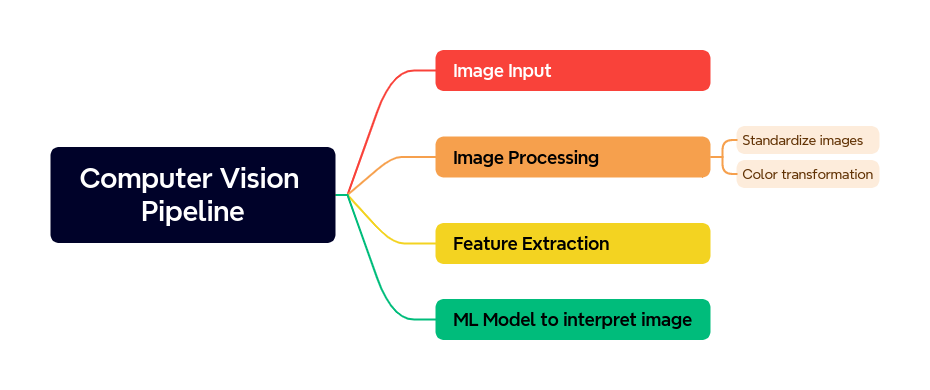 Computer Vision
Pipeline
Image Input
Image Processing
Standardize images
Color transformation
Feature Extraction
ML Model to interpret image